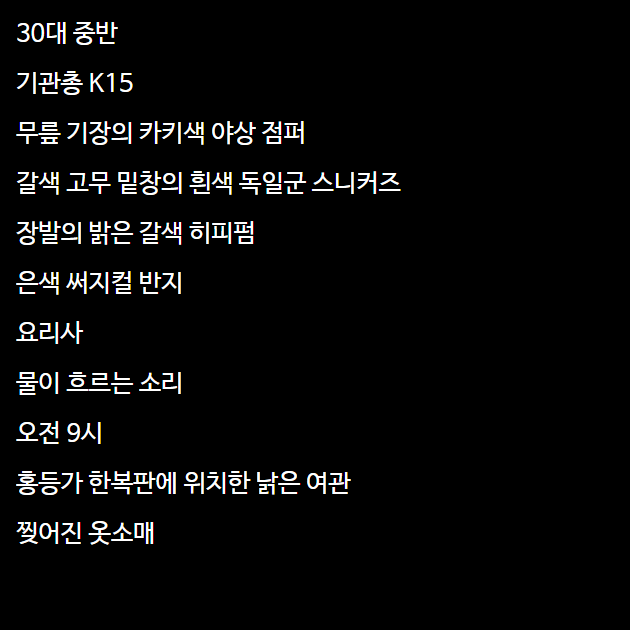 30대 중반
기관총 K15
무릎 기장의 카키색 야상 점퍼
갈색 고무 밑창의 흰색 독일군 스니커즈
장발의 밝은 갈색 히피펌
은색 써지컬 반지
요리사
물이 흐르는 소리
오전 9시
홍등가 한복판에 위치한 낡은 여관
찢어진 옷소매